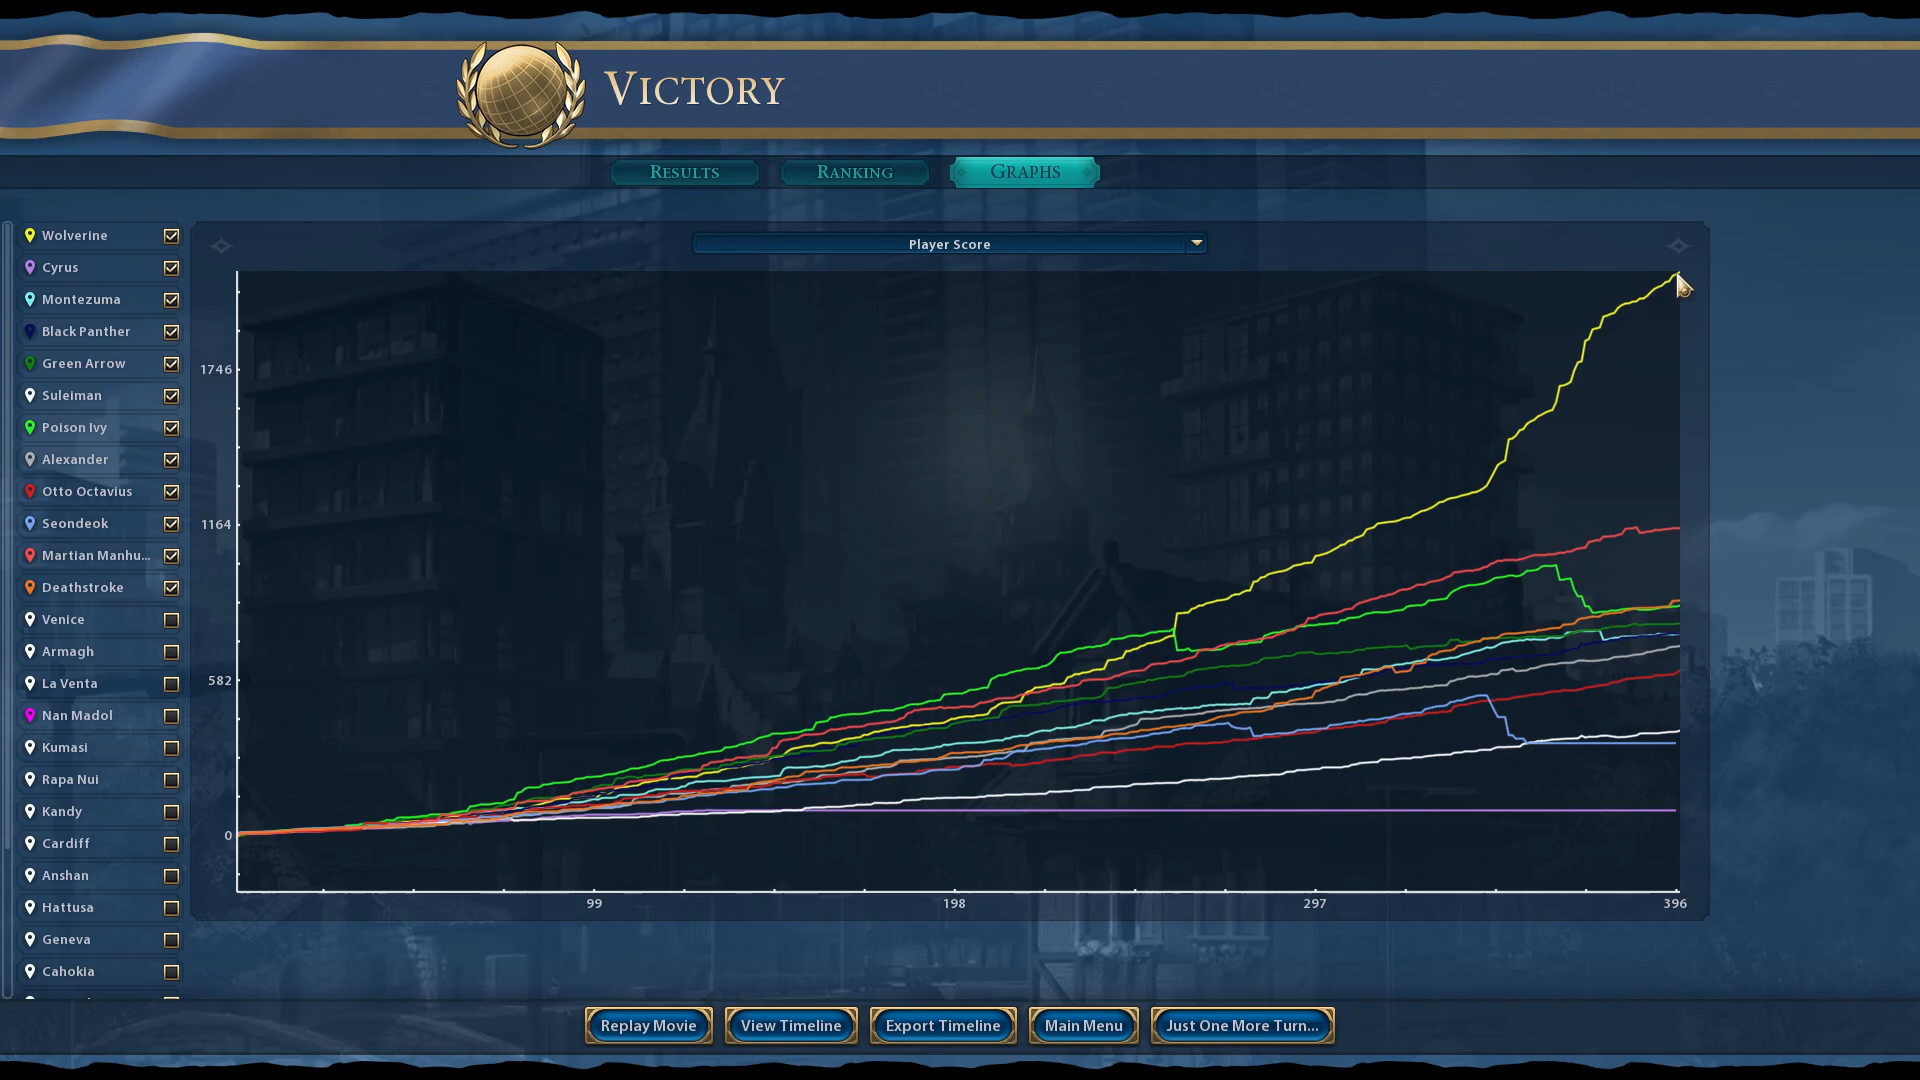 VICTORY
RESULTS
RANKING
GRAPHS
Wolverine
Cyrus
Montezuma
Black Panther
Green Arrow
Suleiman
Poison Ivy
Alexander
Otto Octavius
Seondeok
Martian Manhu...
Deathstroke
Venice
Armagh
La Venta
Nan Madol
Kumasi
Rapa Nui
Kandy
Cardiff
Anshan
Hattusa
Geneva
Cahokia
Player Score
1746
1164
582
0
99
198
297
396
Replay Movie
View Timeline
Export Timeline
Main Menu
Just One More Turn...